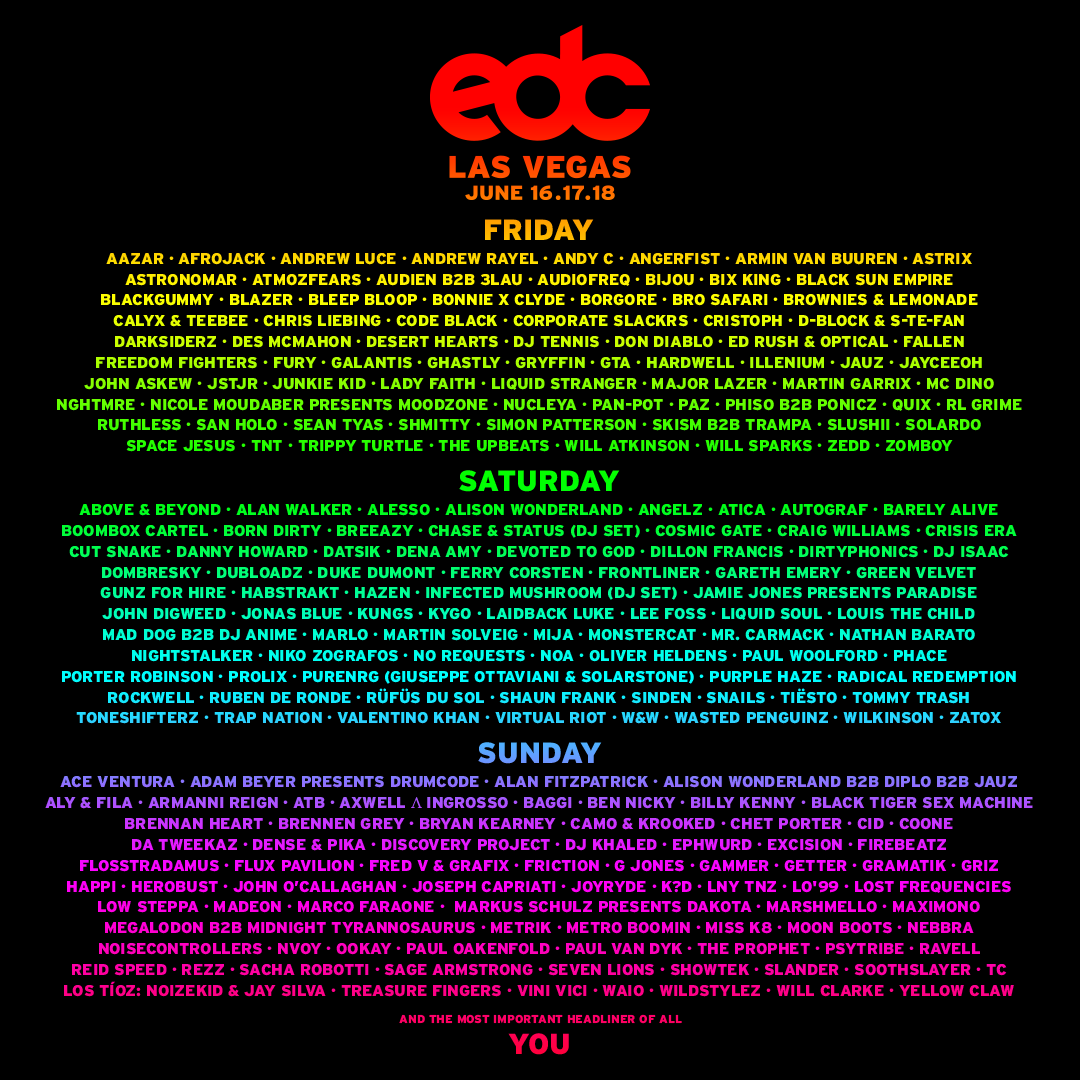 edc
LAS VEGAS
JUNE 16.17.18
FRIDAY
AAZAR · AFROJACK · ANDREW LUCE · ANDREW RAYEL · ANDY C · ANGERFIST · ARMIN VAN BUUREN · ASTRIX
ASTRONOMAR · ATMOZFEARS · AUDIEN B2B 3LAU · AUDIOFREQ · BIJOU · BIX KING · BLACK SUN EMPIRE
BLACKGUMMY · BLAZER · BLEEP BLOOP · BONNIE X CLYDE · BORGORE · BRO SAFARI · BROWNIES & LEMONADE
CALYX & TEEBEE · CHRIS LIEBING · CODE BLACK · CORPORATE SLACKRS · CRISTOPH · D-BLOCK & S-TE-FAN
DARKSIDERZ · DES MCMAHON · DESERT HEARTS · DJ TENNIS · DON DIABLO · ED RUSH & OPTICAL · FALLEN
FREEDOM FIGHTERS · FURY · GALANTIS · GHASTLY · GRYFFIN · GTA · HARDWELL · ILLENIUM · JAUZ · JAYCEEOH
JOHN ASKEW · JSTJR · JUNKIE KID · LADY FAITH · LIQUID STRANGER · MAJOR LAZER · MARTIN GARRIX · MC DINO
NGHTMRE · NICOLE MOUDABER PRESENTS MOODZONE · NUCLEYA · PAN-POT · PAZ · PHISO B2B PONICZ · QUIX · RL GRIME
RUTHLESS · SAN HOLO · SEAN TYAS · SHMITTY · SIMON PATTERSON · SKISM B2B TRAMPA · SLUSHII · SOLARDO
SPACE JESUS · TNT · TRIPPY TURTLE · THE UPBEATS · WILL ATKINSON · WILL SPARKS · ZEDD · ZOMBOY
SATURDAY
ABOVE & BEYOND · ALAN WALKER · ALESSO · ALISON WONDERLAND · ANGELZ · ATICA · AUTOGRAF · BARELY ALIVE
BOOMBOX CARTEL · BORN DIRTY · BREEAZY · CHASE & STATUS (DJ SET) · COSMIC GATE · CRAIG WILLIAMS · CRISIS ERA
CUT SNAKE · DANNY HOWARD · DATSIK · DENA AMY · DEVOTED TO GOD · DILLON FRANCIS · DIRTYPHONICS · DJ ISAAC
DOMBRESKY · DUBLOADZ · DUKE DUMONT · FERRY CORSTEN · FRONTLINER · GARETH EMERY · GREEN VELVET
GUNZ FOR HIRE · HABSTRAKT · HAZEN · INFECTED MUSHROOM (DJ SET) · JAMIE JONES PRESENTS PARADISE
JOHN DIGWEED · JONAS BLUE · KUNGS · KYGO · LAIDBACK LUKE · LEE FOSS · LIQUID SOUL · LOUIS THE CHILD
MAD DOG B2B DJ ANIME · MARLO · MARTIN SOLVEIG · MIJA · MONSTERCAT · MR. CARMACK · NATHAN BARATO
NIGHTSTALKER · NIKO ZOGRAFOS · NO REQUESTS · NOA · OLIVER HELDENS · PAUL WOOLFORD · PHACE
PORTER ROBINSON · PROLIX · PURENRG (GIUSEPPE OTTAVIANI & SOLARSTONE) · PURPLE HAZE · RADICAL REDEMPTION
ROCKWELL · RUBEN DE RONDE · RÜFÜS DU SOL · SHAUN FRANK · SINDEN · SNAILS · TIËSTO · TOMMY TRASH
TONESHIFTERZ · TRAP NATION · VALENTINO KHAN · VIRTUAL RIOT · W&W · WASTED PENGUINZ · WILKINSON · ZATOX
SUNDAY
ACE VENTURA · ADAM BEYER PRESENTS DRUMCODE · ALAN FITZPATRICK · ALISON WONDERLAND B2B DIPLO B2B JAUZ
ALY & FILA · ARMANNI REIGN · ATB · AXWELL Λ INGROSSO · BAGGI · BEN NICKY · BILLY KENNY · BLACK TIGER SEX MACHINE
BRENNAN HEART · BRENNEN GREY · BRYAN KEARNEY · CAMO & KROOKED · CHET PORTER · CID · COONE
DA TWEEKAZ · DENSE & PIKA · DISCOVERY PROJECT · DJ KHALED · EPHWURD · EXCISION · FIREBEATZ
FLOSSTRADAMUS · FLUX PAVILION · FRED V & GRAFIX · FRICTION · G JONES · GAMMER · GETTER · GRAMATIK · GRIZ
HAPPI · HEROBUST · JOHN O'CALLAGHAN · JOSEPH CAPRIATI · JOYRYDE · K?D · LNY TNZ · LO'99 · LOST FREQUENCIES
LOW STEPPA · MADEON · MARCO FARAONE · MARKUS SCHULZ PRESENTS DAKOTA · MARSHMELLO · MAXIMONO
MEGALODON B2B MIDNIGHT TYRANNOSAURUS · METRIK · METRO BOOMIN · MISS K8 · MOON BOOTS · NEBBRA
NOISECONTROLLERS · NVOY · OOKAY · PAUL OAKENFOLD · PAUL VAN DYK · THE PROPHET · PSYTRIBE · RAVELL
REID SPEED · REZZ · SACHA ROBOTTI · SAGE ARMSTRONG · SEVEN LIONS · SHOWTEK · SLANDER · SOOTHSLAYER · TC
LOS TÍOZ: NOIZEKID & JAY SILVA · TREASURE FINGERS · VINI VICI · WAIO · WILDSTYLEZ · WILL CLARKE · YELLOW CLAW
AND THE MOST IMPORTANT HEADLINER OF ALL
YOU